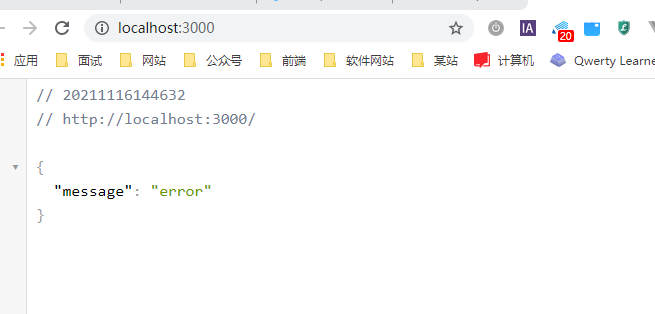 localhost:3000
IA
20
应用 面试 网站 公众号 前端 软件网站 某站 计算机 Qwerty Learne
// 20211116144632
// http://localhost:3000/
{
"message": "error"
}